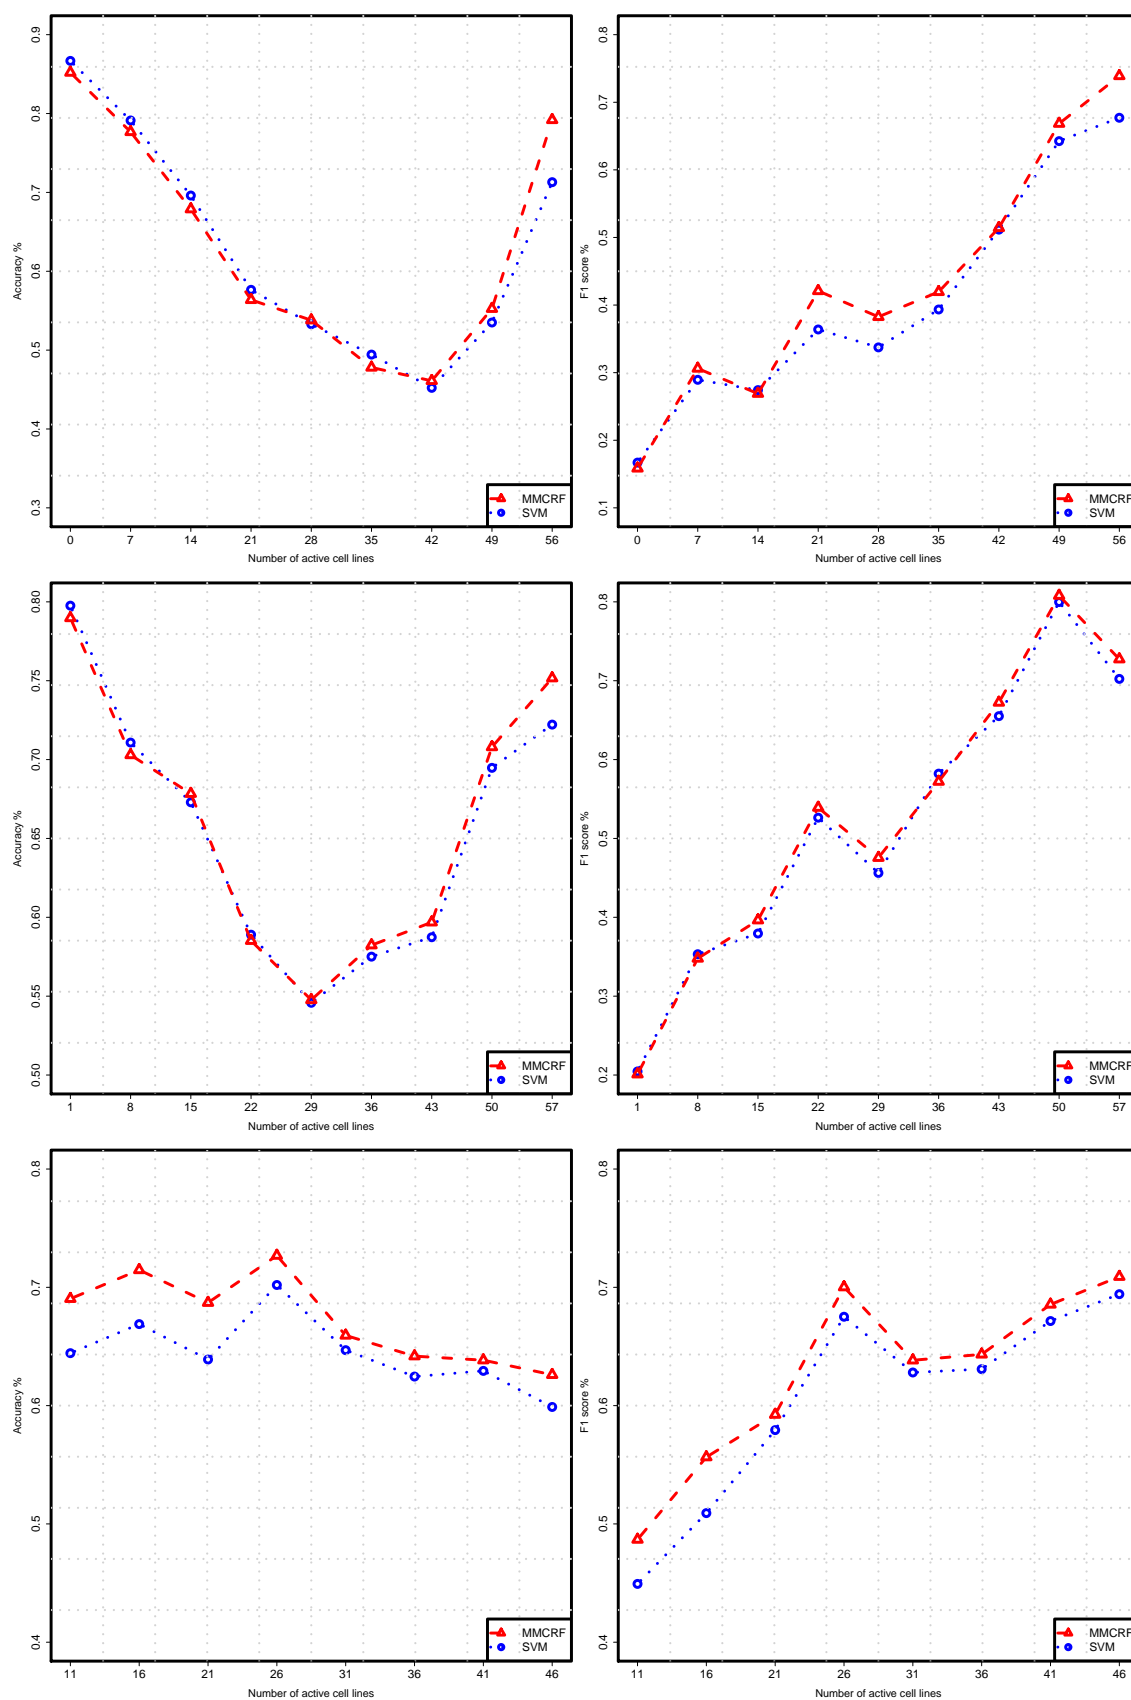 Accuracy %
0.9
0.8
0.7
0.6
0.5
0.4
0.3
MMCRF
SVM
0 7 14 21 28 35 42 49 56
Number of active cell lines
F1 score %
0.8
0.7
0.6
0.5
0.4
0.3
0.2
0.1
MMCRF
SVM
0 7 14 21 28 35 42 49 56
Number of active cell lines
Accuracy %
0.80
0.75
0.70
0.65
0.60
0.55
0.50
MMCRF
SVM
1 8 15 22 29 36 43 50 57
Number of active cell lines
F1 score %
0.8
0.7
0.6
0.5
0.4
0.3
0.2
MMCRF
SVM
1 8 15 22 29 36 43 50 57
Number of active cell lines
Accuracy %
0.8
0.7
0.6
0.5
0.4
MMCRF
SVM
11 16 21 26 31 36 41 46
Number of active cell lines
F1 score %
0.8
0.7
0.6
0.5
0.4
MMCRF
SVM
11 16 21 26 31 36 41 46
Number of active cell lines